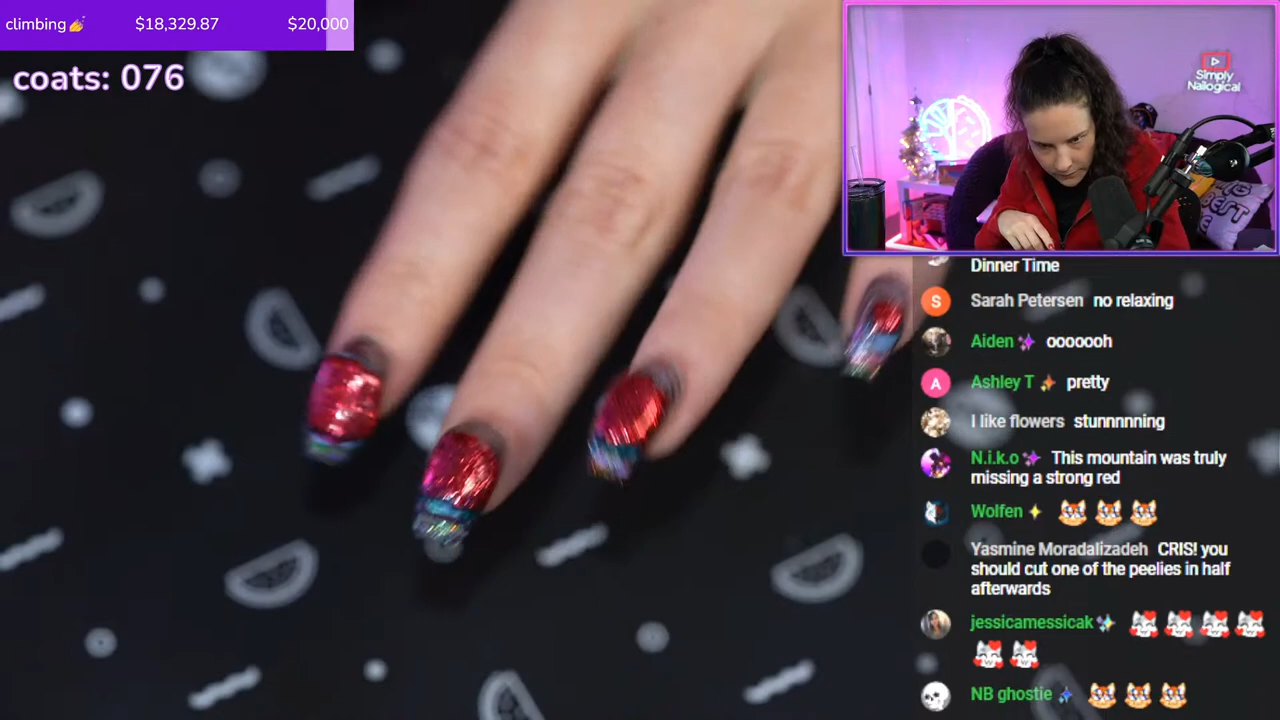 climbing💅 $18,329.87 $20,000
coats: 076
Simply
Nailogical
Dinner Time
Sarah Petersen no relaxing
Aiden ooooooh
Ashley T pretty
I like flowers stunnnnning
N.i.k.o This mountain was truly
missing a strong red
Wolfen
Yasmine Moradalizadeh CRIS! you
should cut one of the peelies in half
afterwards
jessicamessicak
NB ghostie
S
A
BEST